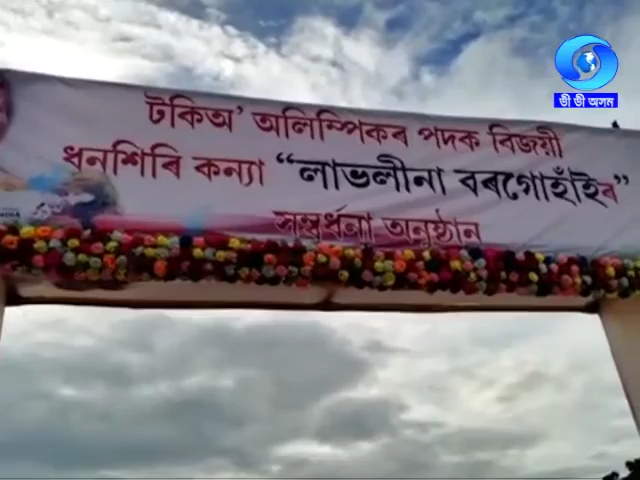 ডী ডী অসম
টকিঅ' অলিম্পিকৰ পদক বিজয়ী
ধনশিৰি কন্যা “লাভলীনা বৰগোহাঁইৰ”
সম্বৰ্ধনা অনুষ্ঠান